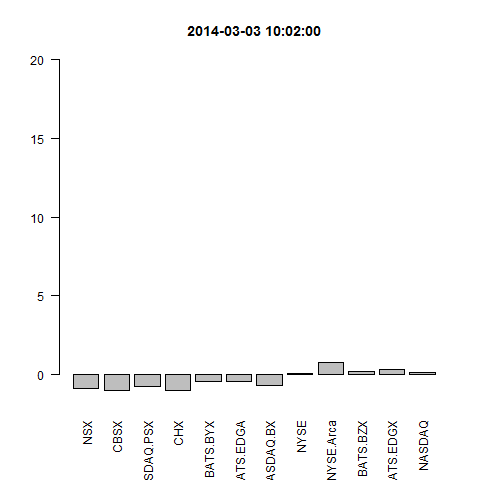 2014-03-03 10:02:00
20
15
10
5
0
NSX
CBSX
SDAQ.PSX
CHX
BATS.BYX
ATS.EDGA
ASDAQ.BX
NYSE
NYSE.Arca
BATS.BZX
ATS.EDGX
NASDAQ